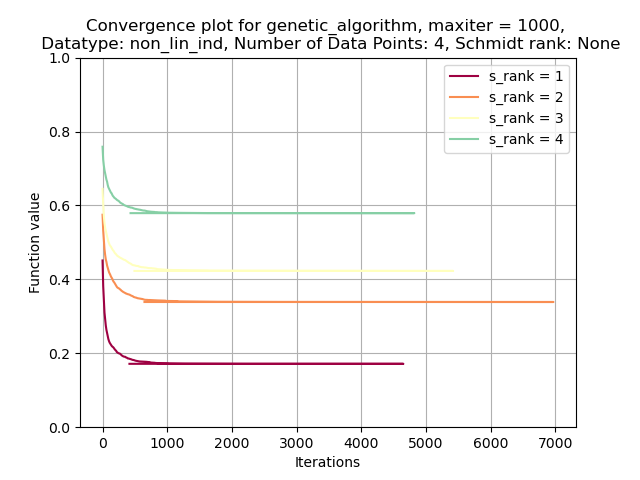 Convergence plot for genetic_algorithm, maxiter = 1000,
Datatype: non_lin_ind, Number of Data Points: 4, Schmidt rank: None
1.0
0.8
0.6
0.4
0.2
0.0
Function value
s_rank = 1
s_rank = 2
s_rank = 3
s_rank = 4
0 1000 2000 3000 4000 5000 6000 7000
Iterations